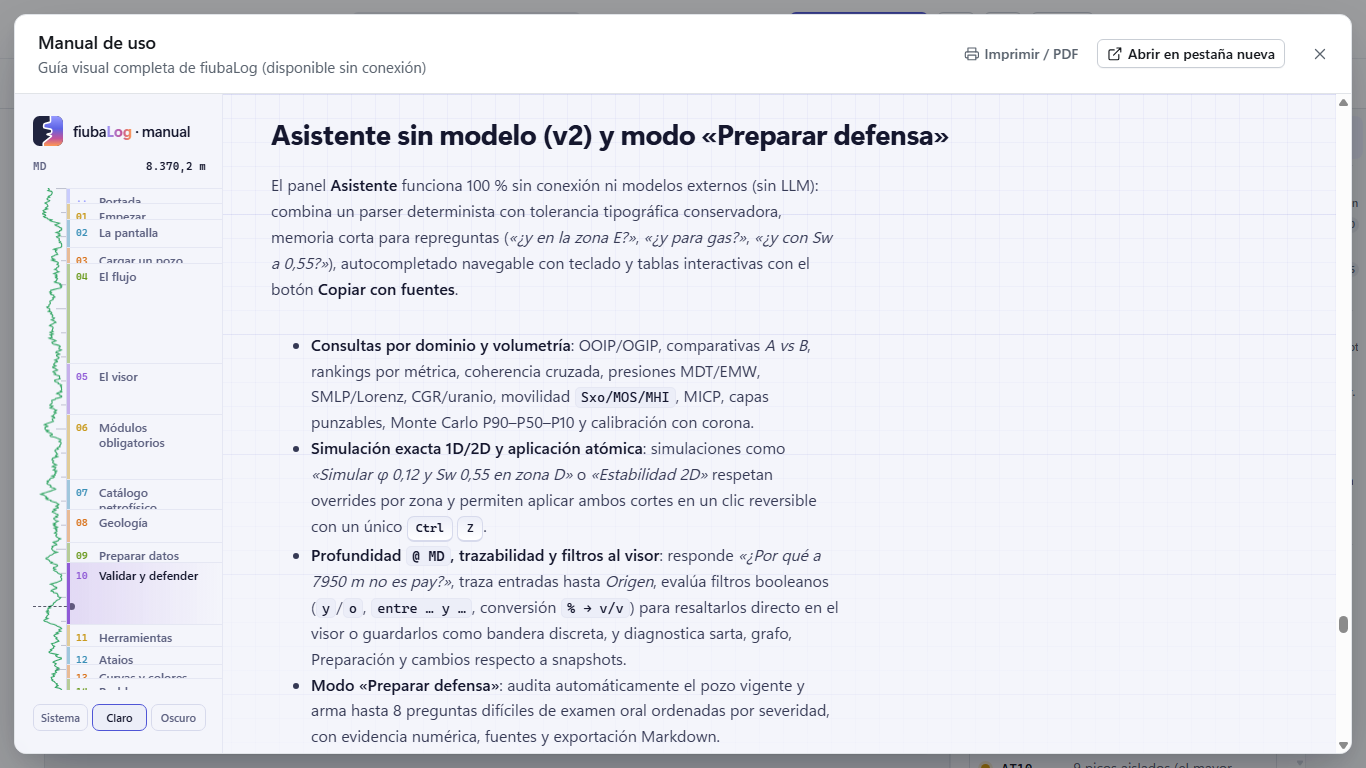 Manual de uso
Guía visual completa de fiubaLog (disponible sin conexión)
Imprimir / PDF
Abrir en pestaña nueva
fiubaLog · manual
MD 8.370,2 m
Portada
01 Empezar
02 La pantalla
03 Cargar un pozo
04 El flujo
05 El visor
06 Módulos
obligatorios
07 Catálogo
petrofísico
08 Geología
09 Preparar datos
10 Validar y defender
11 Herramientas
12 Atajos
13 Curvas y colores
Sistema
Claro
Oscuro
Asistente sin modelo (v2) y modo «Preparar defensa»
El panel Asistente funciona 100 % sin conexión ni modelos externos (sin LLM):
combina un parser determinista con tolerancia tipográfica conservadora,
memoria corta para repreguntas («¿y en la zona E?», «¿y para gas?», «¿y con Sw
a 0,55?»), autocompletado navegable con teclado y tablas interactivas con el
botón Copiar con fuentes.
• Consultas por dominio y volumetría: OOIP/OGIP, comparativas A vs B,
rankings por métrica, coherencia cruzada, presiones MDT/EMW,
SMLP/Lorenz, CGR/uranio, movilidad Sxo/MOS/MHI, MICP, capas
punzables, Monte Carlo P90–P50–P10 y calibración con corona.
• Simulación exacta 1D/2D y aplicación atómica: simulaciones como
«Simular φ 0,12 y Sw 0,55 en zona D» o «Estabilidad 2D» respetan
overrides por zona y permiten aplicar ambos cortes en un clic reversible
con un único Ctrl Z.
• Profundidad @ MD, trazabilidad y filtros al visor: responde «¿Por qué a
7950 m no es pay?», traza entradas hasta Origen, evalúa filtros booleanos
(y/o, entre … y …, conversión % → v/v) para resaltarlos directo en el
visor o guardarlos como bandera discreta, y diagnostica sarta, grafo,
Preparación y cambios respecto a snapshots.
• Modo «Preparar defensa»: audita automáticamente el pozo vigente y
arma hasta 8 preguntas difíciles de examen oral ordenadas por severidad,
con evidencia numérica, fuentes y exportación Markdown.